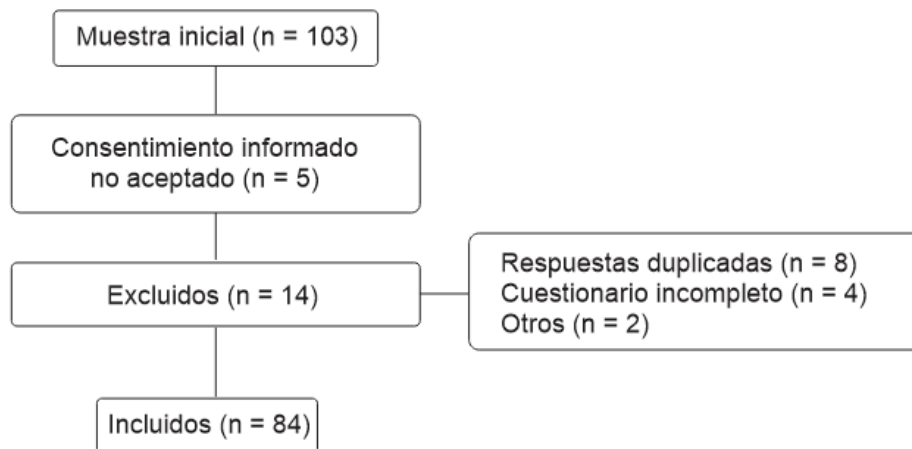 Muestra inicial (n = 103)
Consentimiento informado
no aceptado (n = 5)
Excluidos (n = 14)
Respuestas duplicadas (n = 8)
Cuestionario incompleto (n = 4)
Otros (n = 2)
Incluidos (n = 84)